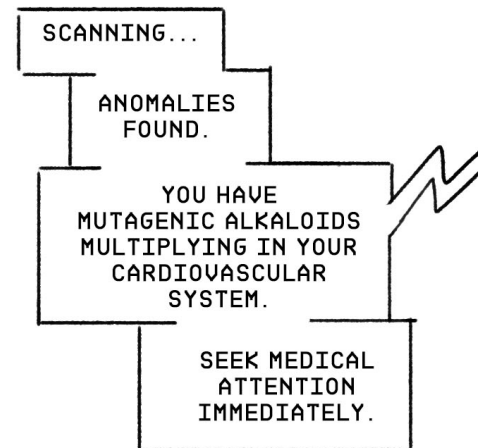 SCANNING...
ANOMALIES
FOUND.
YOU HAVE
MUTAGENIC ALKALOIDS
MULTIPLYING IN YOUR
CARDIOVASCULAR
SYSTEM.
SEEK MEDICAL
ATTENTION
IMMEDIATELY.